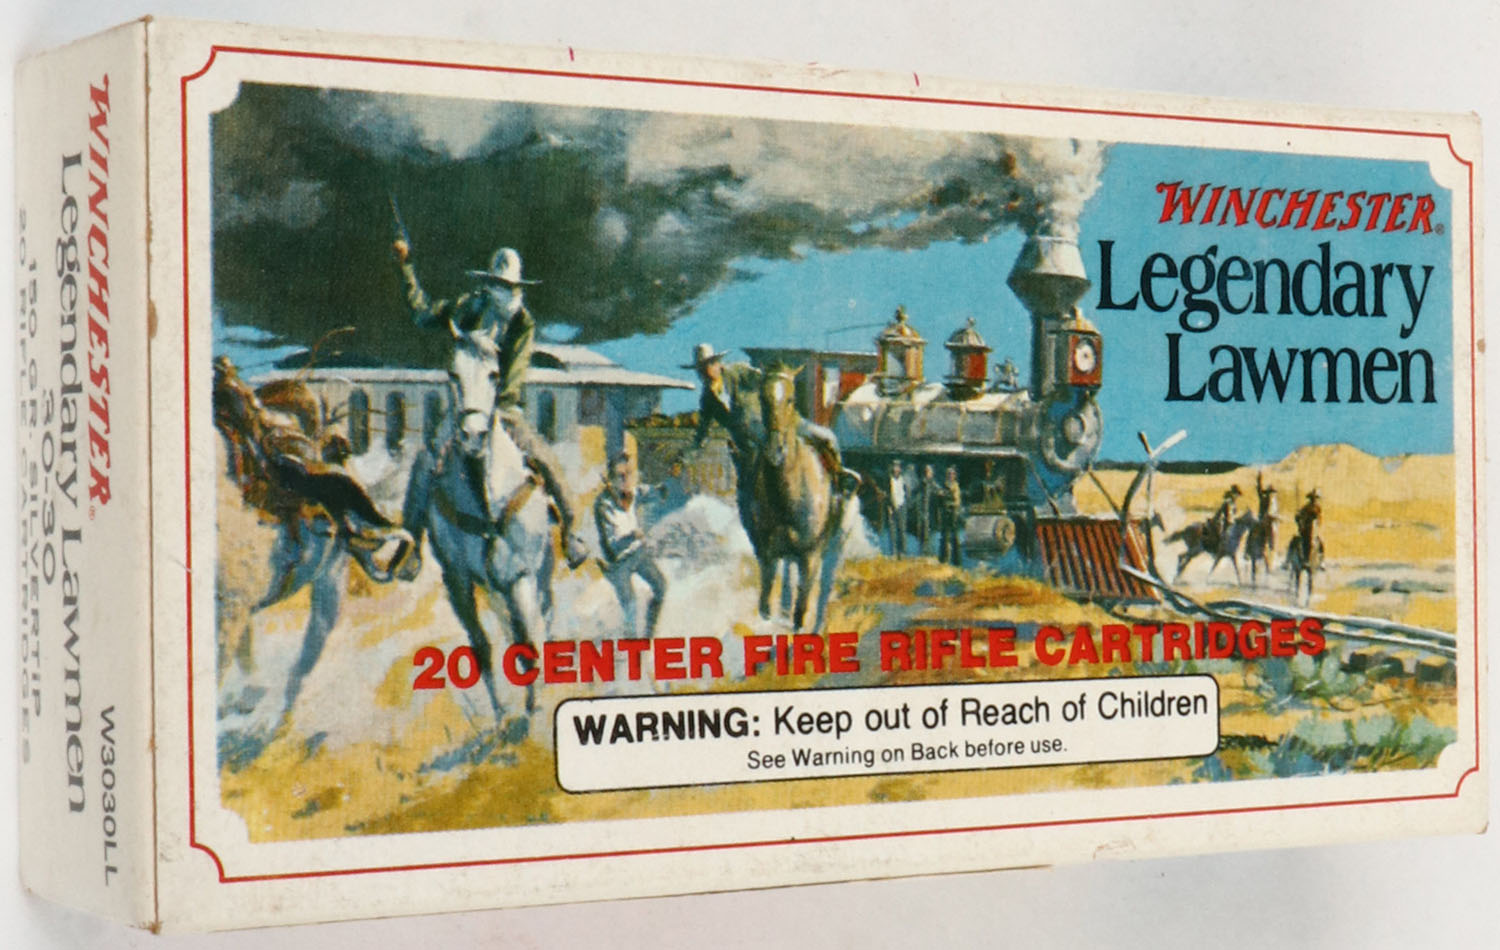 WINCHESTER®
Legendary
Lawmen
20 CENTER FIRE RIFLE CARTRIDGES
WARNING: Keep out of Reach of Children
See Warning on Back before use.
WINCHESTER®
Legendary Lawmen
W3030LL
30-30
150 GR. SILVERTIP
20 RIFLE CARTRIDGES